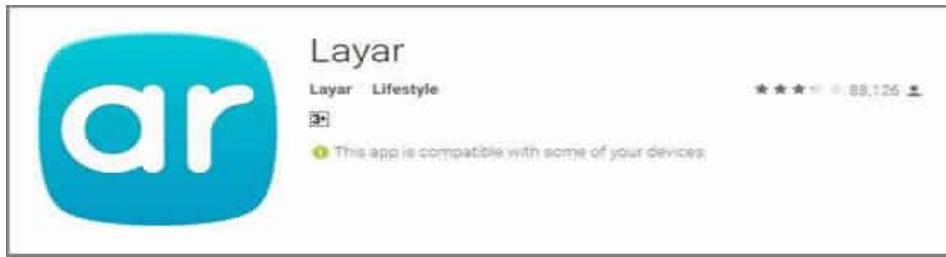 ar
Layar
Layar Lifestyle
88,126
3+
This app is compatible with some of your devices.